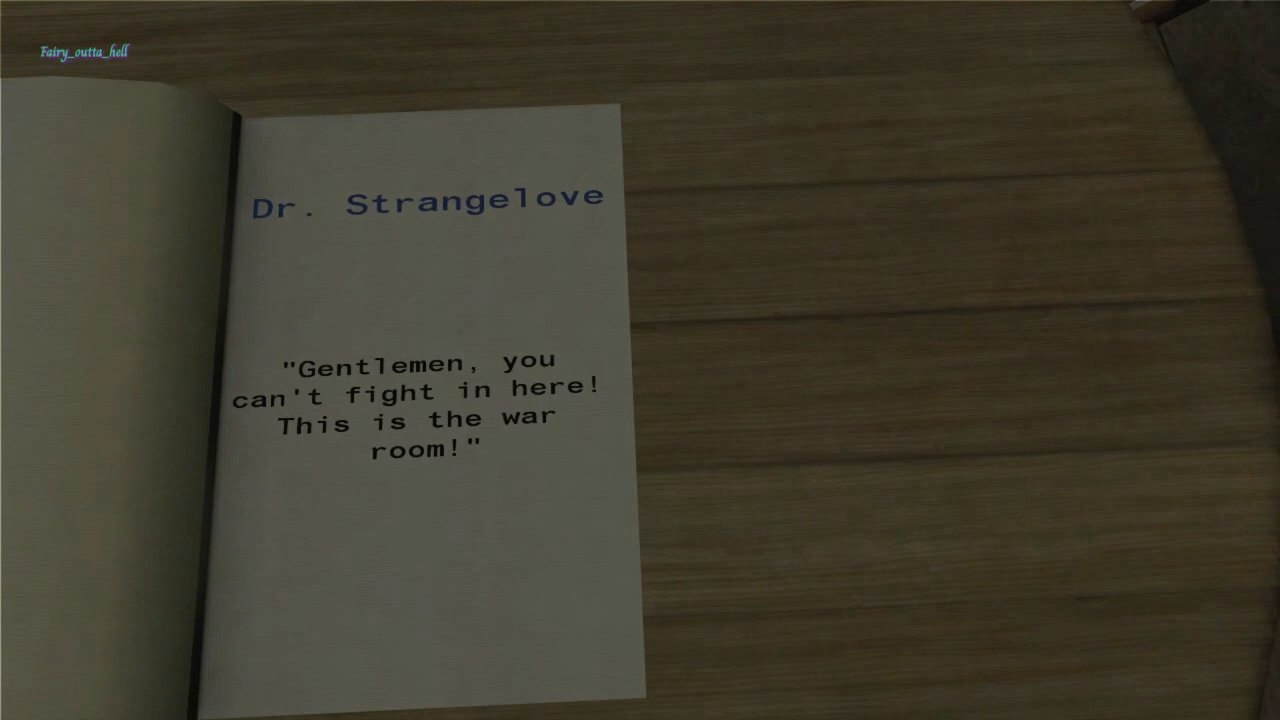 Fairy_outta_hell
Dr. Strangelove
"Gentlemen, you
can't fight in here!
This is the war
room!"